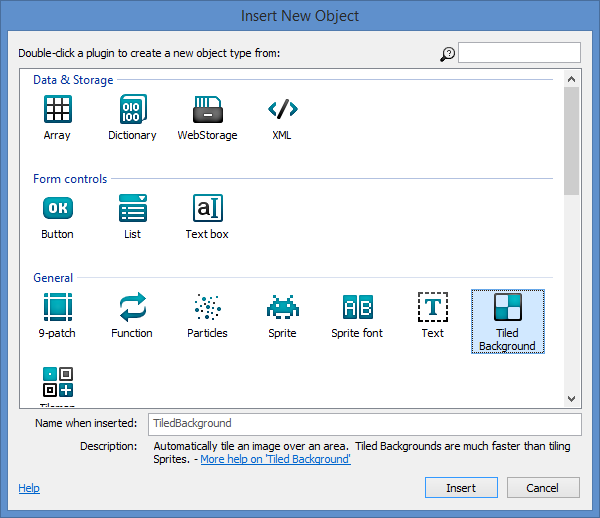 Insert New Object
Double-click a plugin to create a new object type from:
Data & Storage
Array
Dictionary
WebStorage
XML
Form controls
Button
List
Text box
General
9-patch
Function
Particles
Sprite
Sprite font
Text
Tiled
Background
Name when inserted: TiledBackground
Description: Automatically tile an image over an area. Tiled Backgrounds are much faster than tiling
Sprites. - More help on 'Tiled Background'
Help
Insert
Cancel